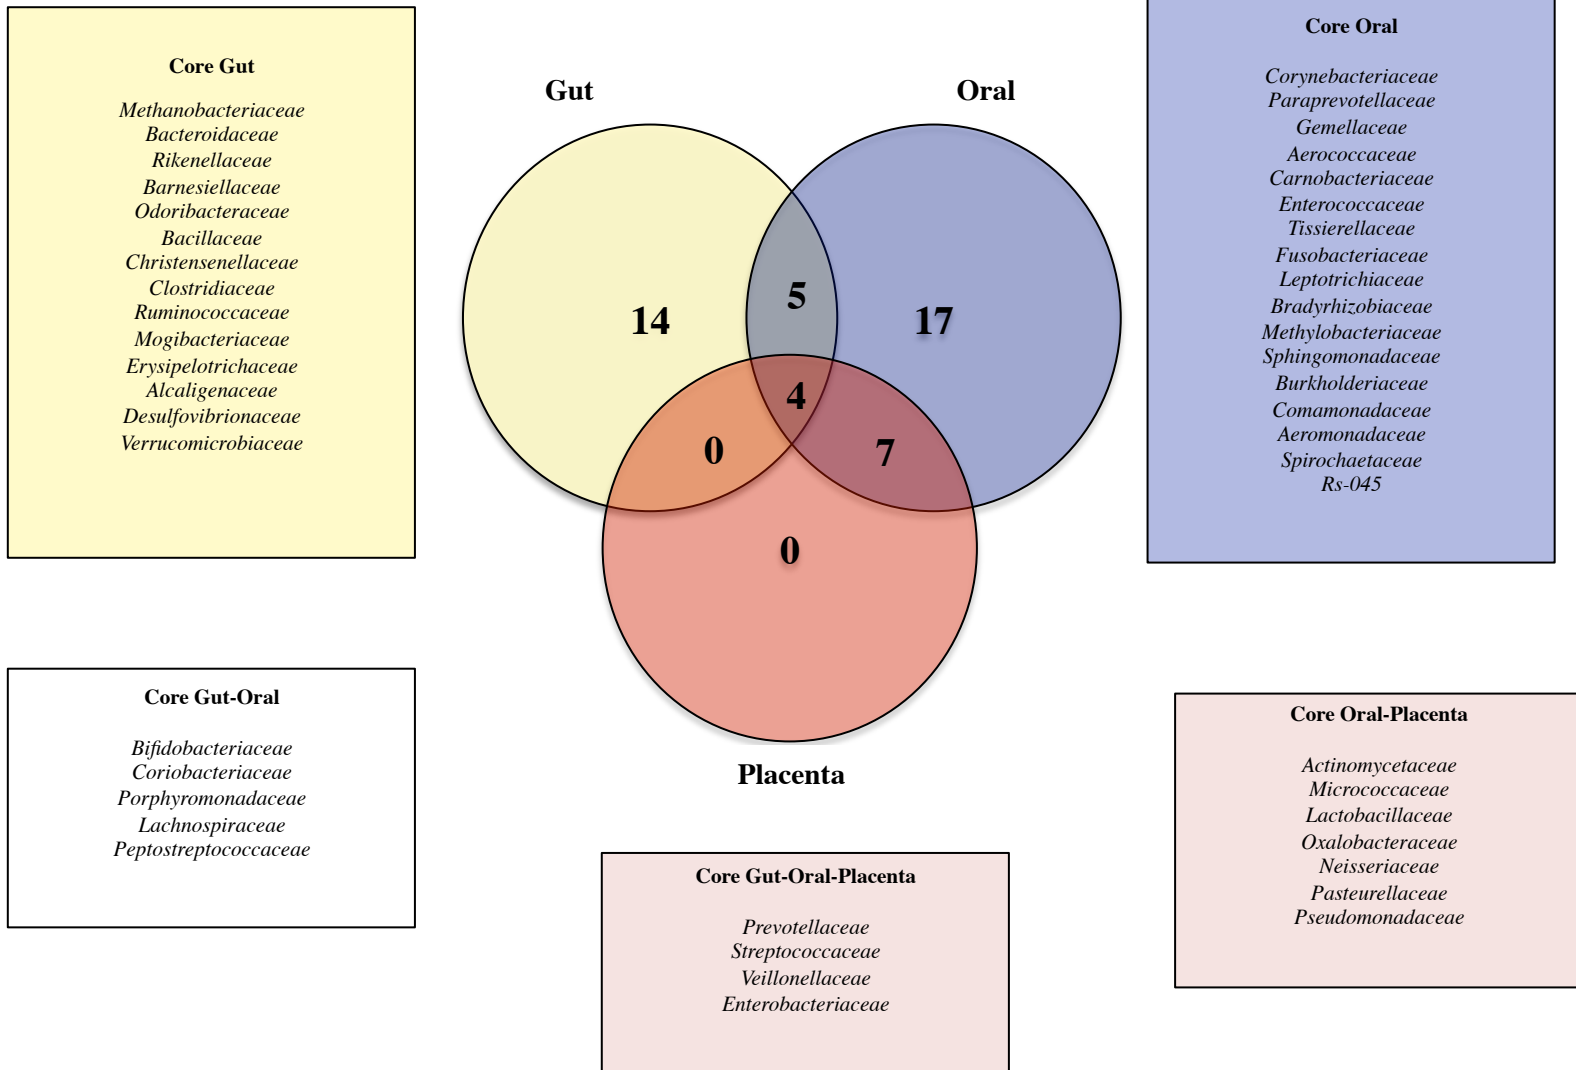 Core Gut
Methanobacteriaceae
Bacteroidaceae
Rikenellaceae
Barnesiellaceae
Odoribacteraceae
Bacillaceae
Christensenellaceae
Clostridiaceae
Ruminococcaceae
Mogibacteriaceae
Erysipelotrichaceae
Alcaligenaceae
Desulfovibrionaceae
Verrucomicrobiaceae
Gut
Oral
14
5
17
4
0
7
0
Placenta
Core Oral
Corynebacteriaceae
Paraprevotellaceae
Gemellaceae
Aerococcaceae
Carnobacteriaceae
Enterococcaceae
Tissierellaceae
Fusobacteriaceae
Leptotrichiaceae
Bradyrhizobiaceae
Methylobacteriaceae
Sphingomonadaceae
Burkholderiaceae
Comamonadaceae
Aeromonadaceae
Spirochaetaceae
Rs-045
Core Gut-Oral
Bifidobacteriaceae
Coriobacteriaceae
Porphyromonadaceae
Lachnospiraceae
Peptostreptococcaceae
Core Gut-Oral-Placenta
Prevotellaceae
Streptococcaceae
Veillonellaceae
Enterobacteriaceae
Core Oral-Placenta
Actinomycetaceae
Micrococcaceae
Lactobacillaceae
Oxalobacteraceae
Neisseriaceae
Pasteurellaceae
Pseudomonadaceae